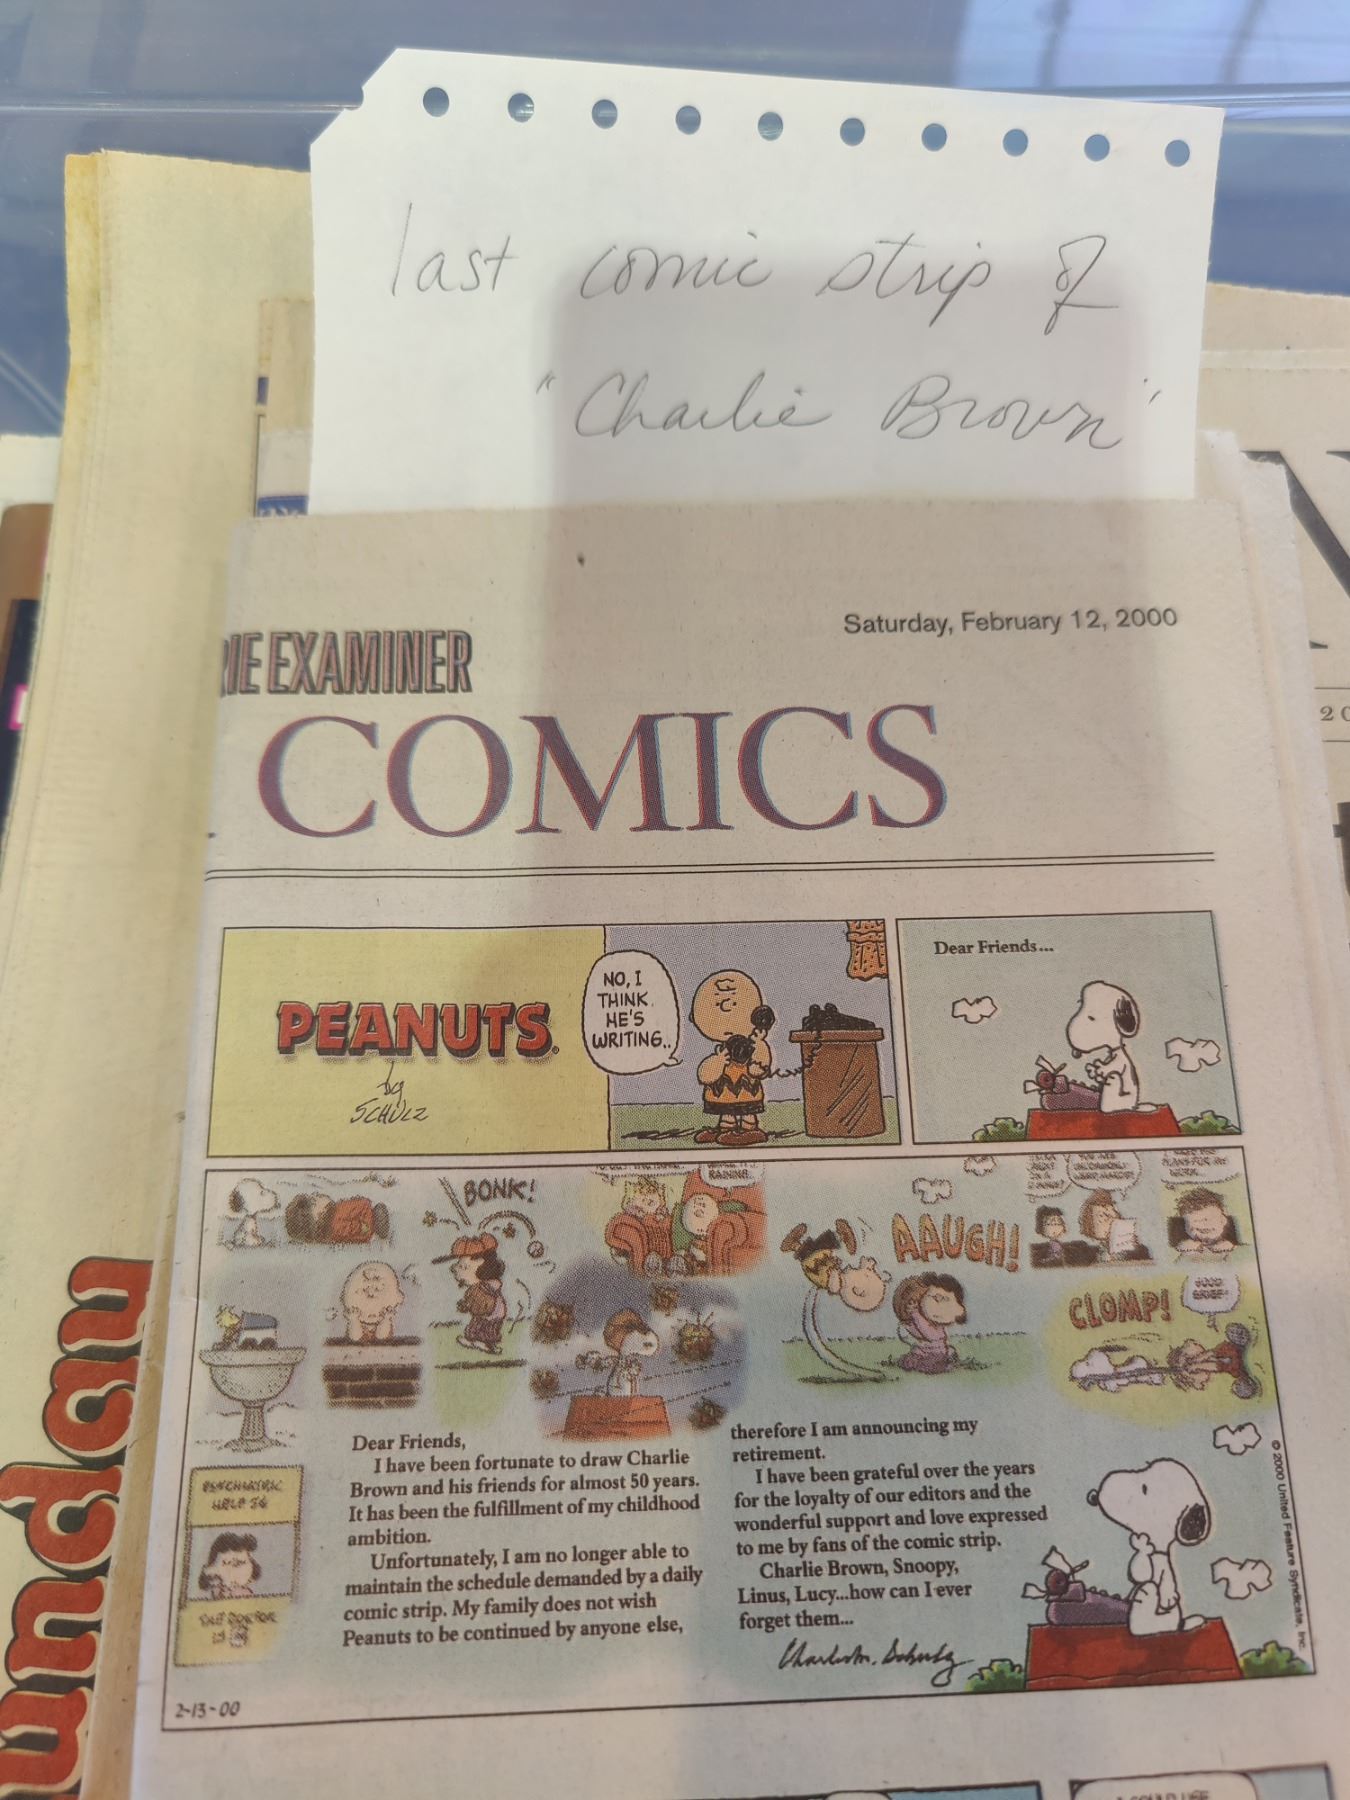 last comic strip of
"Charlie Brown"
Saturday, February 12, 2000
EXAMINER
COMICS
PEANUTS
by
SCHULZ
NO, I
THINK
HE'S
WRITING..
Dear Friends...
BONK!
RAINING..
AAUGH!
CLOMP!
GOOD
GRIEF!
PSYCHIATRIC
HELP 5¢
THE DOCTOR
IS IN
Dear Friends,
I have been fortunate to draw Charlie
Brown and his friends for almost 50 years.
It has been the fulfillment of my childhood
ambition.
Unfortunately, I am no longer able to
maintain the schedule demanded by a daily
comic strip. My family does not wish
Peanuts to be continued by anyone else,
therefore I am announcing my
retirement.
I have been grateful over the years
for the loyalty of our editors and the
wonderful support and love expressed
to me by fans of the comic strip.
Charlie Brown, Snoopy,
Linus, Lucy...how can I ever
forget them...
Charles M. Schulz
© 2000 United Feature Syndicate, Inc.
2-13-00